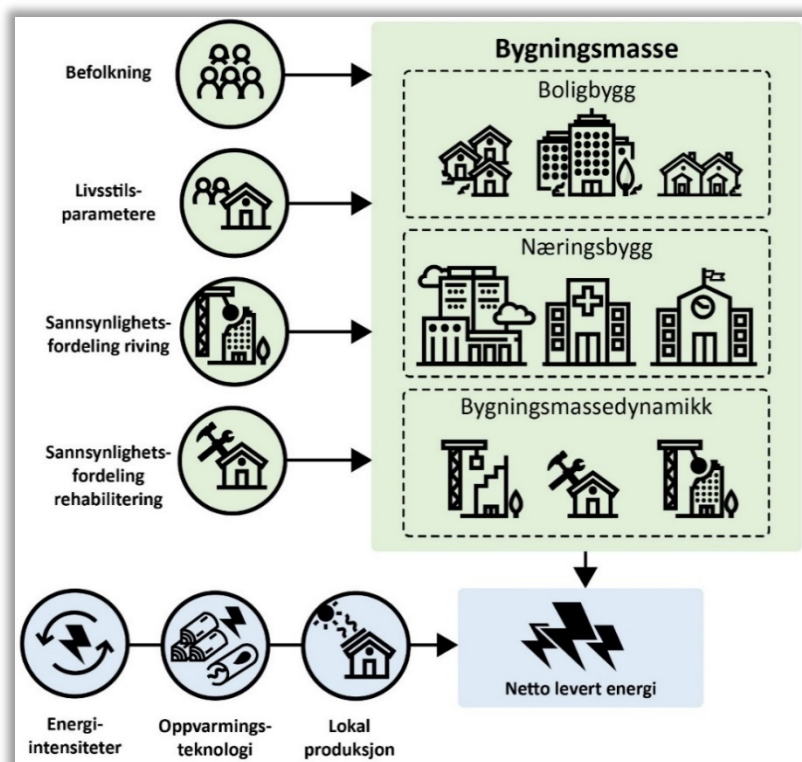 Befolkning
Livsstils-
parametere
Sannsynlighets-
fordeling riving
Sannsynlighets-
fordeling
rehabilitering
Bygningsmasse
Boligbygg
Næringsbygg
Bygningsmassedynamikk
Energi-
intensiteter
Oppvarmings-
teknologi
Lokal
produksjon
Netto levert energi